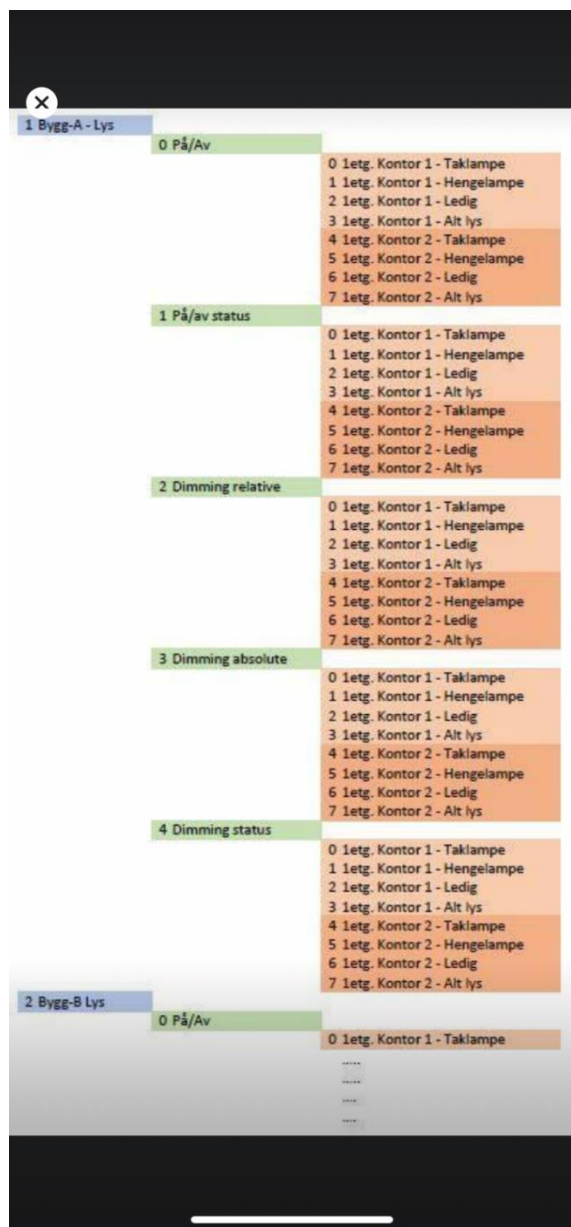 1 Bygg-A - Lys
0 På/Av
0 1etg. Kontor 1 - Taklampe
1 1etg. Kontor 1 - Hengelampe
2 1etg. Kontor 1 - Ledig
3 1etg. Kontor 1 - Alt lys
4 1etg. Kontor 2 - Taklampe
5 1etg. Kontor 2 - Hengelampe
6 1etg. Kontor 2 - Ledig
7 1etg. Kontor 2 - Alt lys
1 På/av status
0 1etg. Kontor 1 - Taklampe
1 1etg. Kontor 1 - Hengelampe
2 1etg. Kontor 1 - Ledig
3 1etg. Kontor 1 - Alt lys
4 1etg. Kontor 2 - Taklampe
5 1etg. Kontor 2 - Hengelampe
6 1etg. Kontor 2 - Ledig
7 1etg. Kontor 2 - Alt lys
2 Dimming relative
0 1etg. Kontor 1 - Taklampe
1 1etg. Kontor 1 - Hengelampe
2 1etg. Kontor 1 - Ledig
3 1etg. Kontor 1 - Alt lys
4 1etg. Kontor 2 - Taklampe
5 1etg. Kontor 2 - Hengelampe
6 1etg. Kontor 2 - Ledig
7 1etg. Kontor 2 - Alt lys
3 Dimming absolute
0 1etg. Kontor 1 - Taklampe
1 1etg. Kontor 1 - Hengelampe
2 1etg. Kontor 1 - Ledig
3 1etg. Kontor 1 - Alt lys
4 1etg. Kontor 2 - Taklampe
5 1etg. Kontor 2 - Hengelampe
6 1etg. Kontor 2 - Ledig
7 1etg. Kontor 2 - Alt lys
4 Dimming status
0 1etg. Kontor 1 - Taklampe
1 1etg. Kontor 1 - Hengelampe
2 1etg. Kontor 1 - Ledig
3 1etg. Kontor 1 - Alt lys
4 1etg. Kontor 2 - Taklampe
5 1etg. Kontor 2 - Hengelampe
6 1etg. Kontor 2 - Ledig
7 1etg. Kontor 2 - Alt lys
2 Bygg-B Lys
0 På/Av
0 1etg. Kontor 1 - Taklampe
.....
.....
....
....